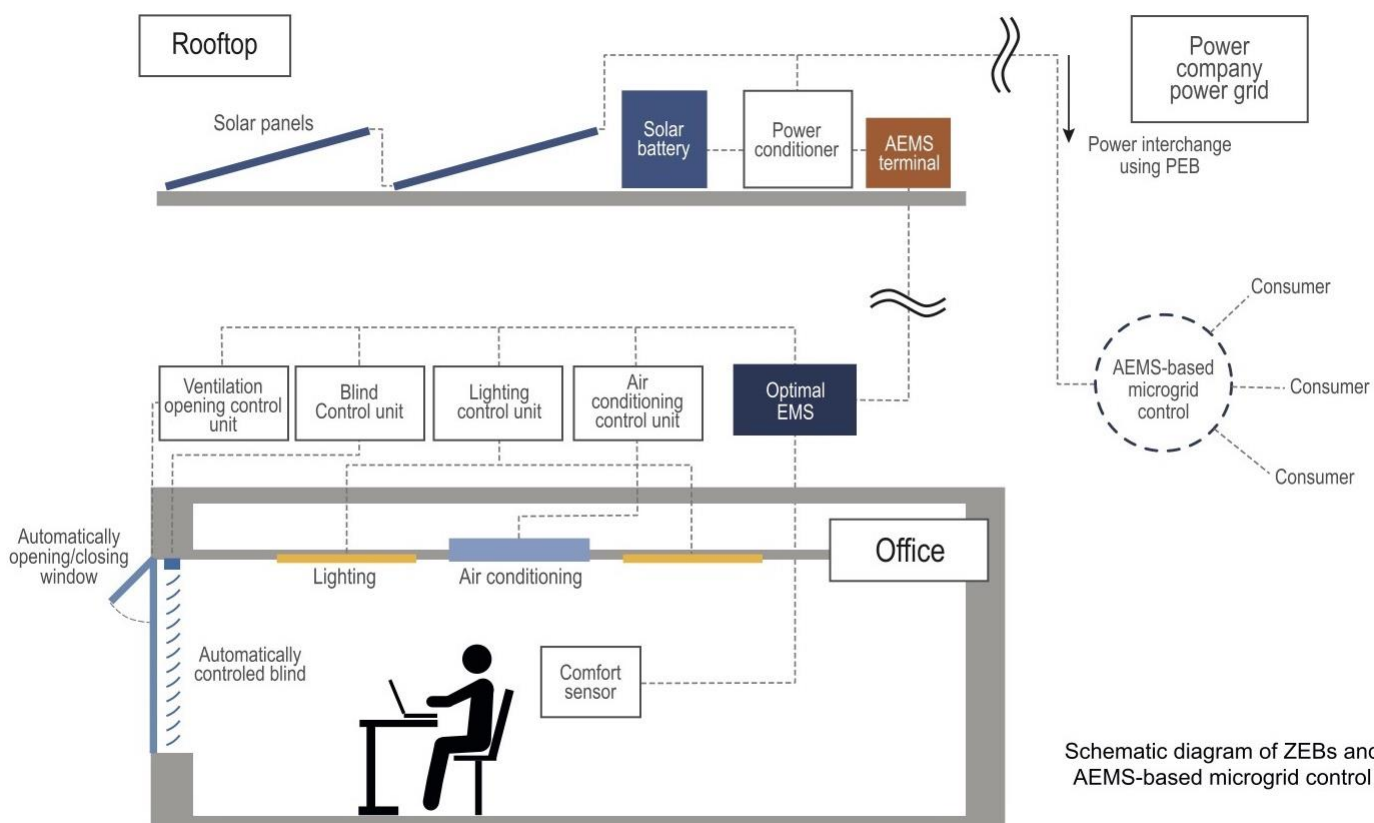 Rooftop
Power
company
power grid
Solar panels
Solar
battery
Power
conditioner
AEMS
terminal
Power interchange
using PEB
Consumer
Consumer
Consumer
AEMS-based
microgrid
control
Ventilation
opening control
unit
Blind
Control unit
Lighting
control unit
Air
conditioning
control unit
Optimal
EMS
Automatically
opening/closing
window
Lighting
Air conditioning
Office
Automatically
controled blind
Comfort
sensor
Schematic diagram of ZEBs and
AEMS-based microgrid control